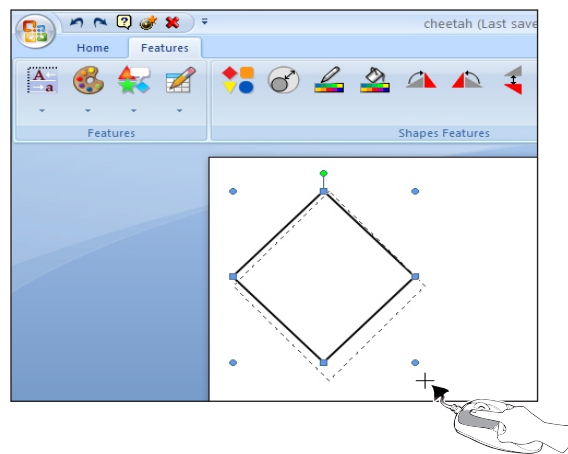 cheetah (Last save
Home Features
A
a
Features
Shapes Features